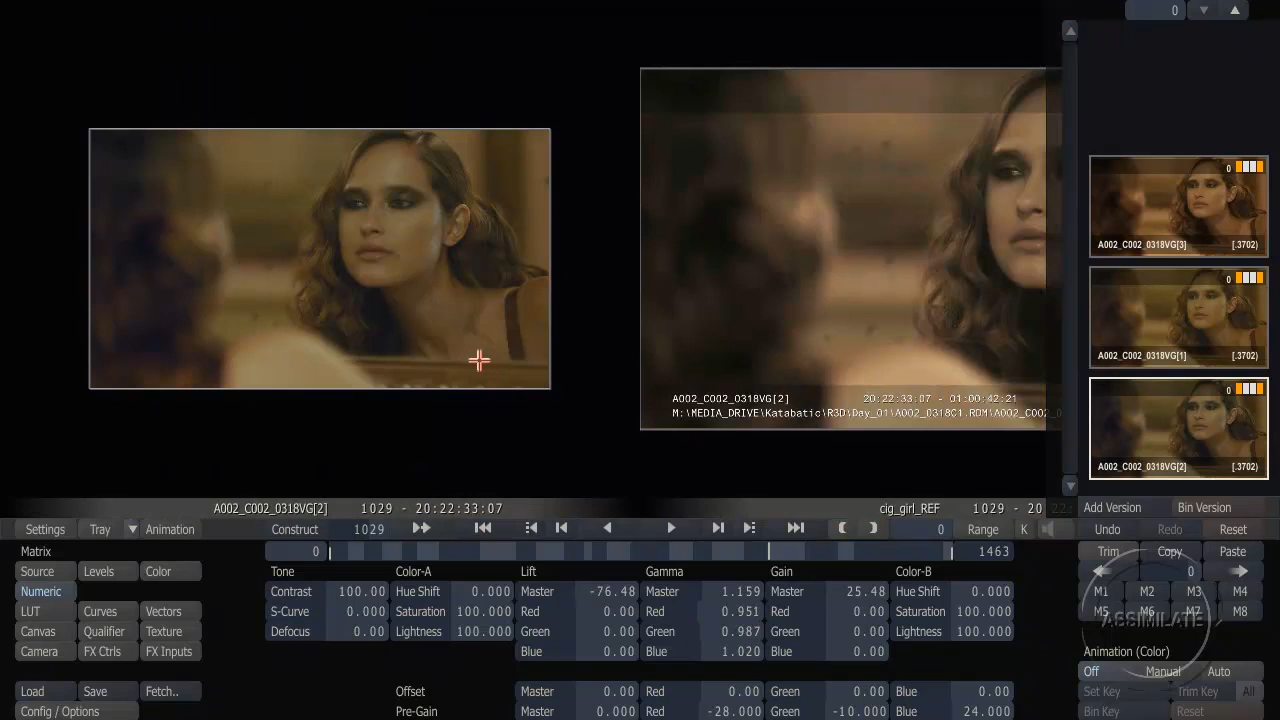 0
0
A002_C002_0318VG[3] [.3702)
0
A002_C002_0318VG[1] [.3702)
0
A002_C002_0318VG[2] [.3702)
A002_C002_0318VG[2] 20:22:33:07 - 01:00:42:21
M:\MEDIA_DRIVE\Katabatic\R3D\Day_01\A002_0318C1.RDM\A002_C002_0
A002_C002_0318VG[2] 1029 - 20:22:33:07 cig_girl_REF 1029 - 20 Add Version Bin Version
Settings Tray Animation Construct 1029 0 Range K Undo Redo Reset
Matrix 0 1463 Trim Copy Paste
Source Levels Color Tone Color-A Lift Gamma Gain Color-B 0
Numeric Contrast 100.00 Hue Shift 0.000 Master -76.48 Master 1.159 Master 25.48 Hue Shift 0.000 M1 M2 M3 M4
LUT Curves Vectors S-Curve 0.000 Saturation 100.000 Red 0.00 Red 0.951 Red 0.00 Saturation 100.000 M5 M6 M7 M8
ASSIMILATE
Canvas Qualifier Texture Defocus 0.00 Lightness 100.000 Green 0.00 Green 0.987 Green 0.00 Lightness 100.000
Camera FX Ctrls FX Inputs Blue 0.00 Blue 1.020 Blue 0.00 Animation (Color)
Off Manual Auto
Load Save Fetch.. Offset Master 0.00 Red 0.00 Green 0.00 Blue 0.00 Set Key Trim Key All
Config / Options Pre-Gain Master 0.000 Red -28.000 Green -10.000 Blue 24.000 Bin Key Reset